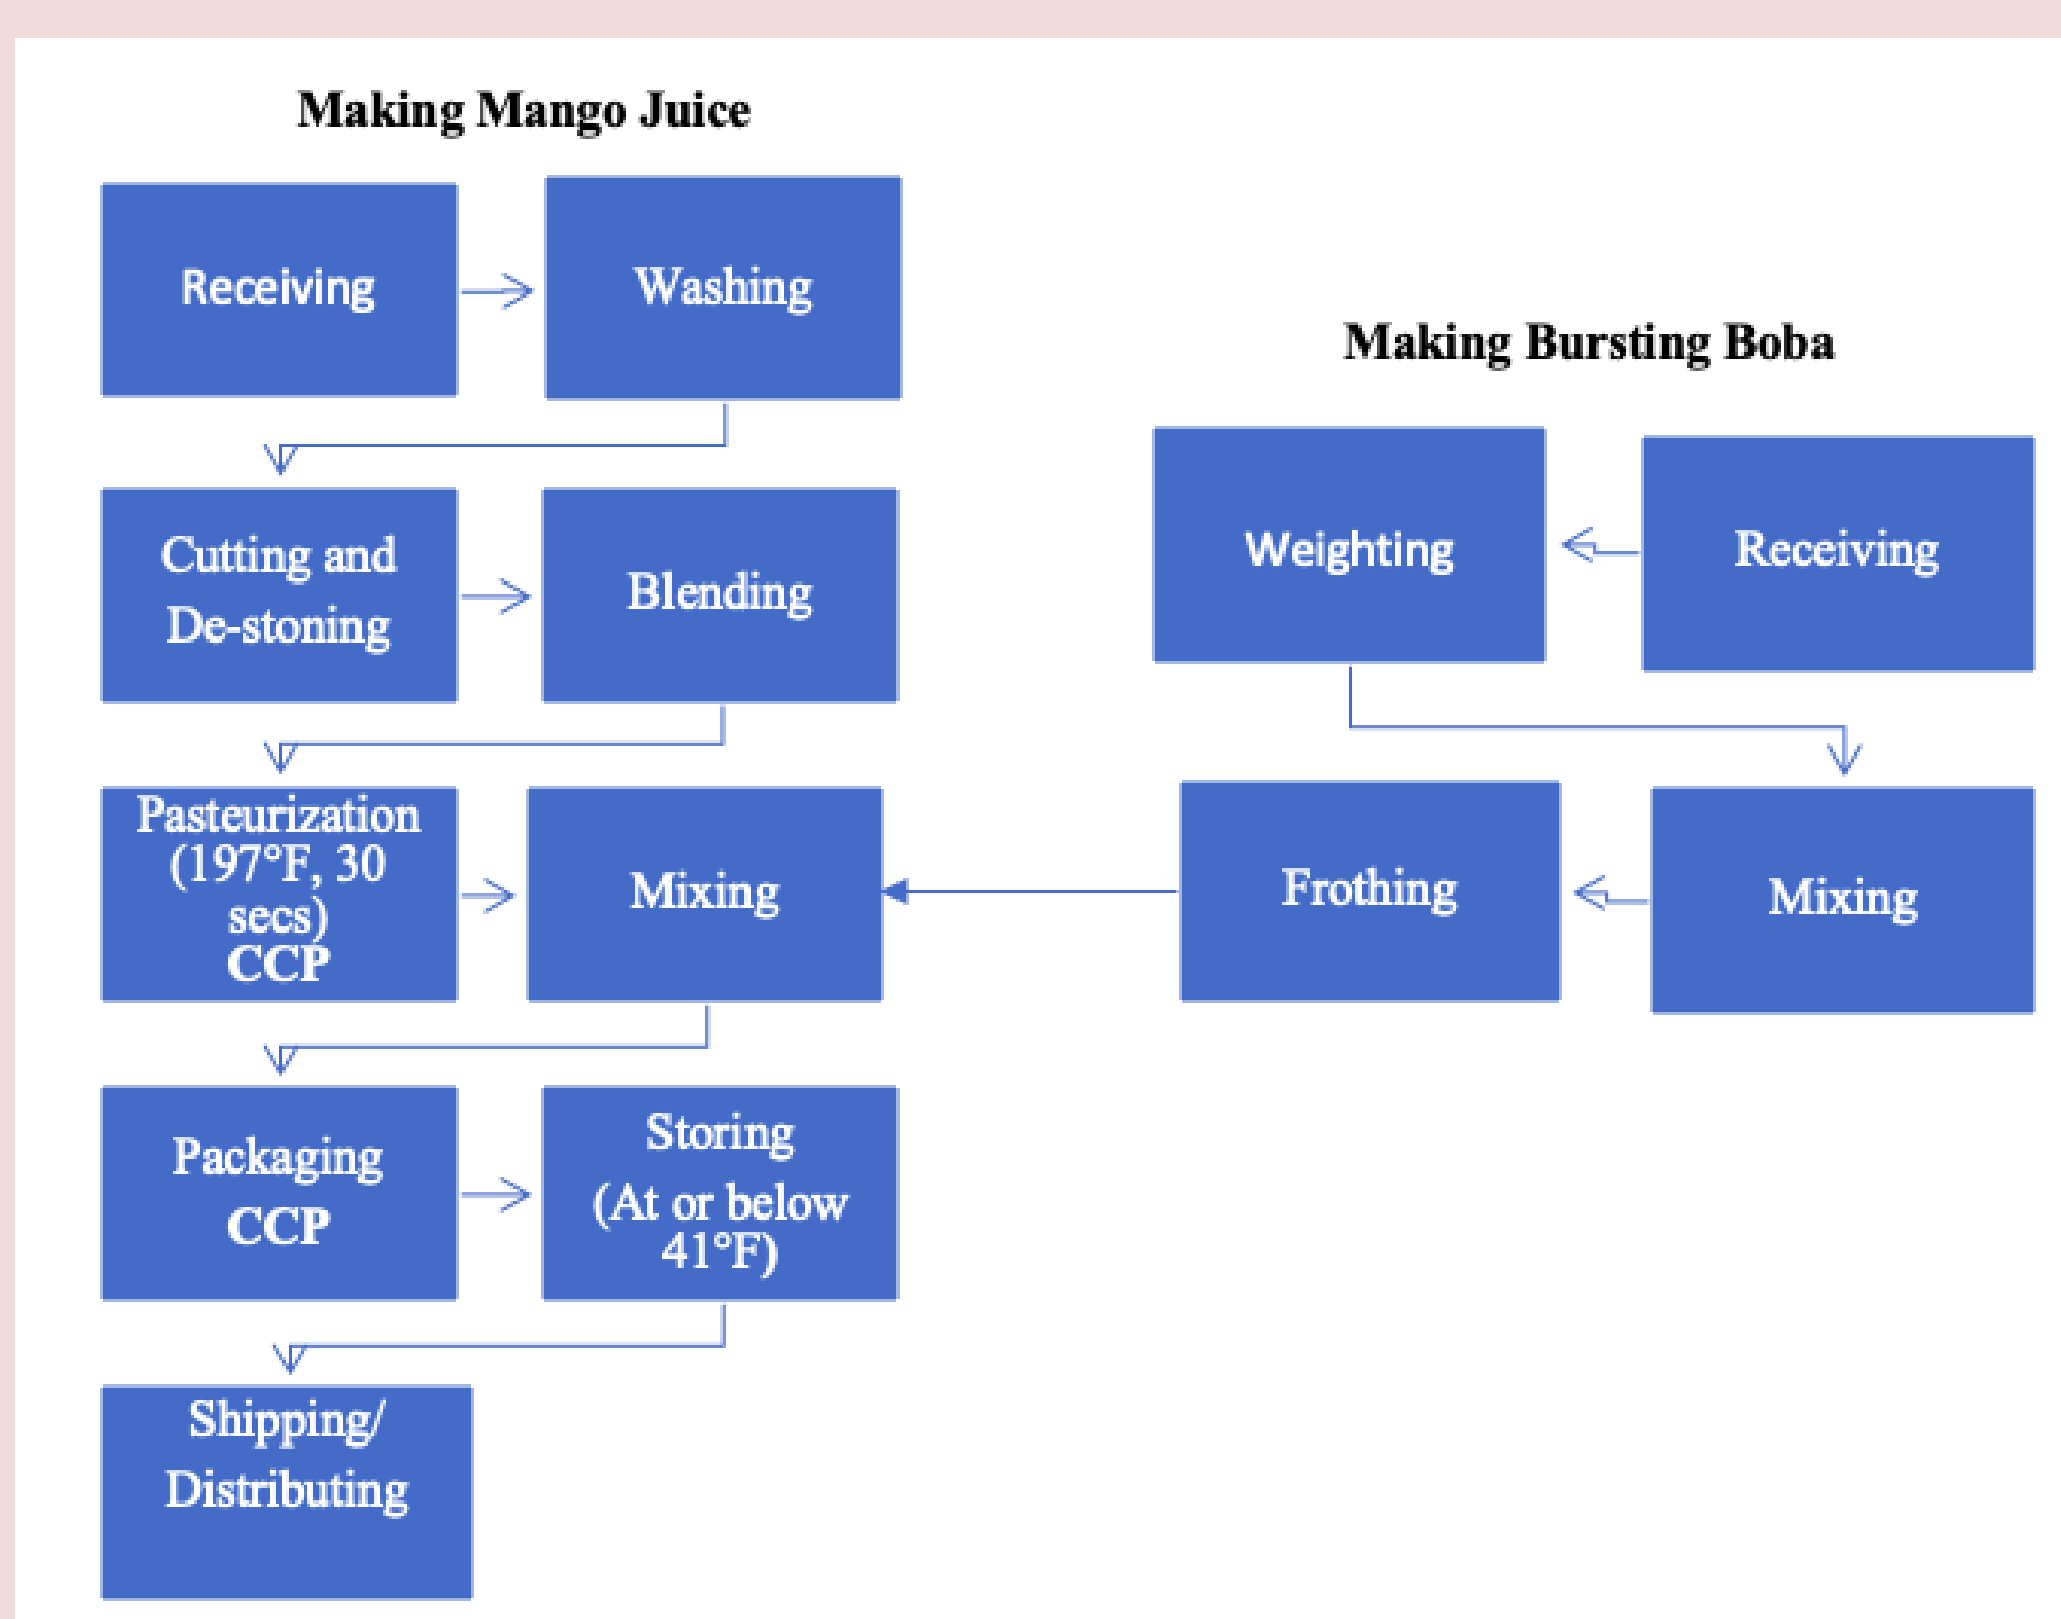 Making Mango Juice
Receiving
Washing
Cutting and
De-stoning
Blending
Pasteurization
(197°F, 30
secs)
CCP
Mixing
Packaging
CCP
Storing
(At or below
41°F)
Shipping/
Distributing
Making Bursting Boba
Receiving
Weighting
Mixing
Frothing